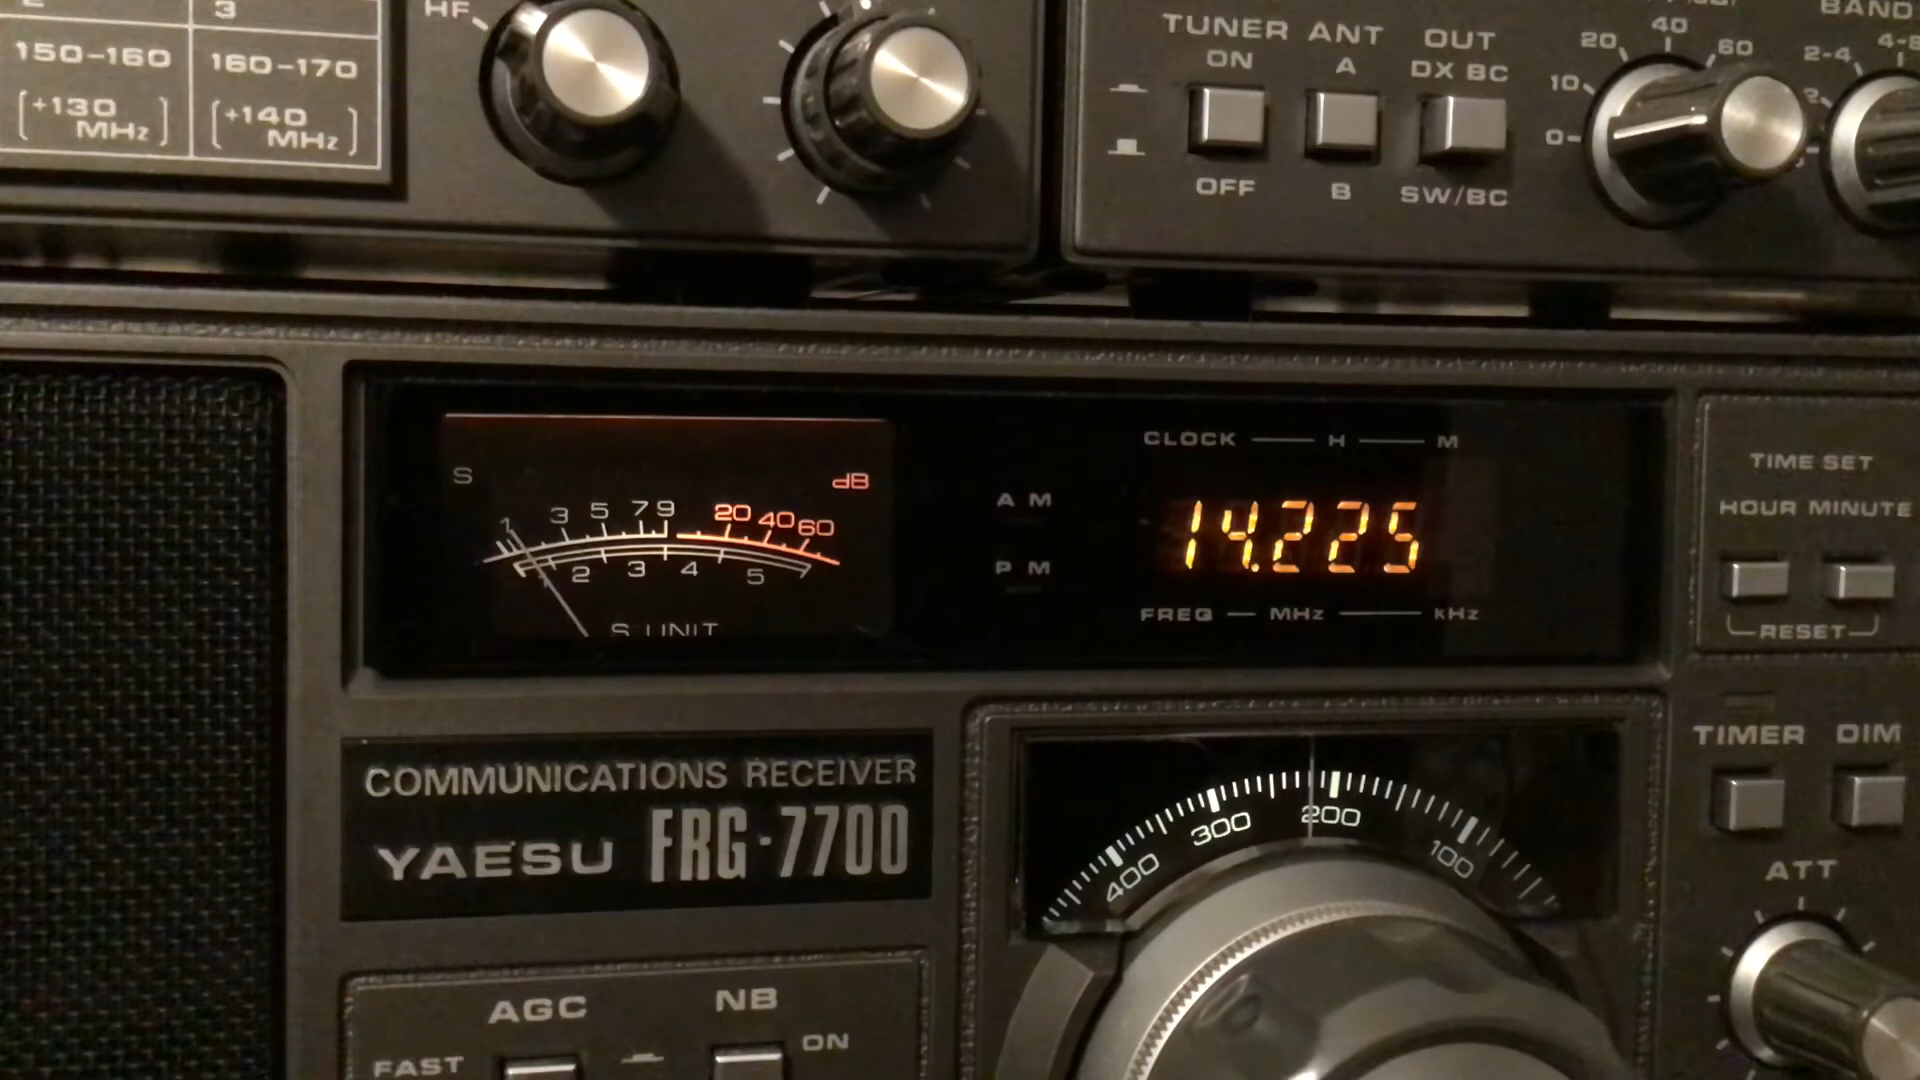 2 3
150-160 160-170
[+130 MHz] [+140 MHz]
HF
TUNER ANT OUT
ON A DX BC
OFF B SW/BC
0 10 20 40 60
BAND
2-4
CLOCK H M
S dB
1 3 5 7 9 20 40 60
2 3 4 5
S UNIT
AM
PM
14.225
FREQ MHz kHz
TIME SET
HOUR MINUTE
RESET
TIMER DIM
ATT
COMMUNICATIONS RECEIVER
YAESU FRG-7700
400 300 200 100
AGC NB
FAST ON